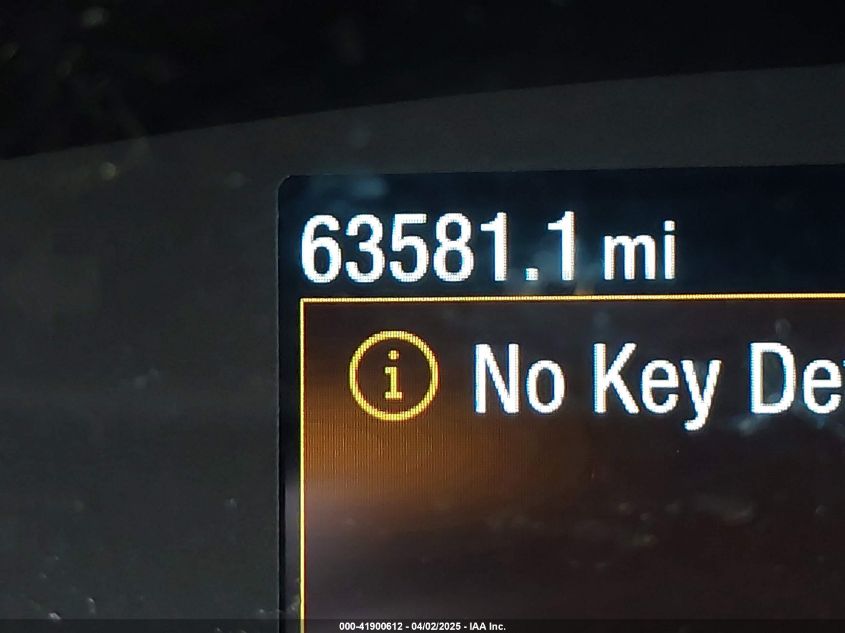 63581.1 mi
i No Key De
000-41900612 - 04/02/2025 - IAA Inc.